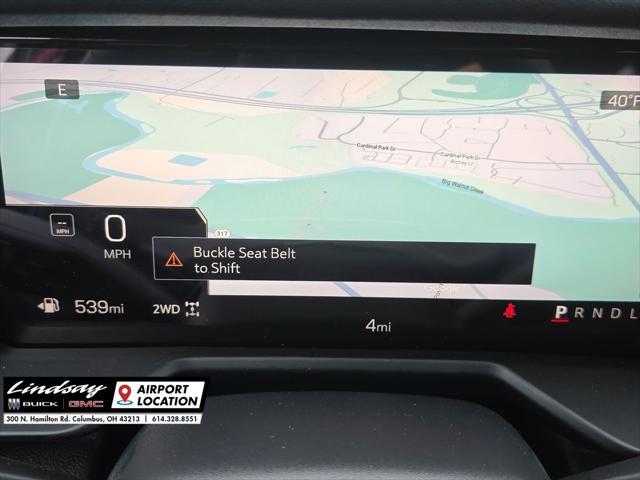 E
40°F
Cardinal Park Dr
Cardinal Park Dr
Big Walnut Creek
317
--
MPH
0
MPH
Buckle Seat Belt
to Shift
539mi
2WD
4mi
PRNDL
Lindsay
BUICK GMC
AIRPORT
LOCATION
300 N. Hamilton Rd. Columbus, OH 43213 | 614.328.8551